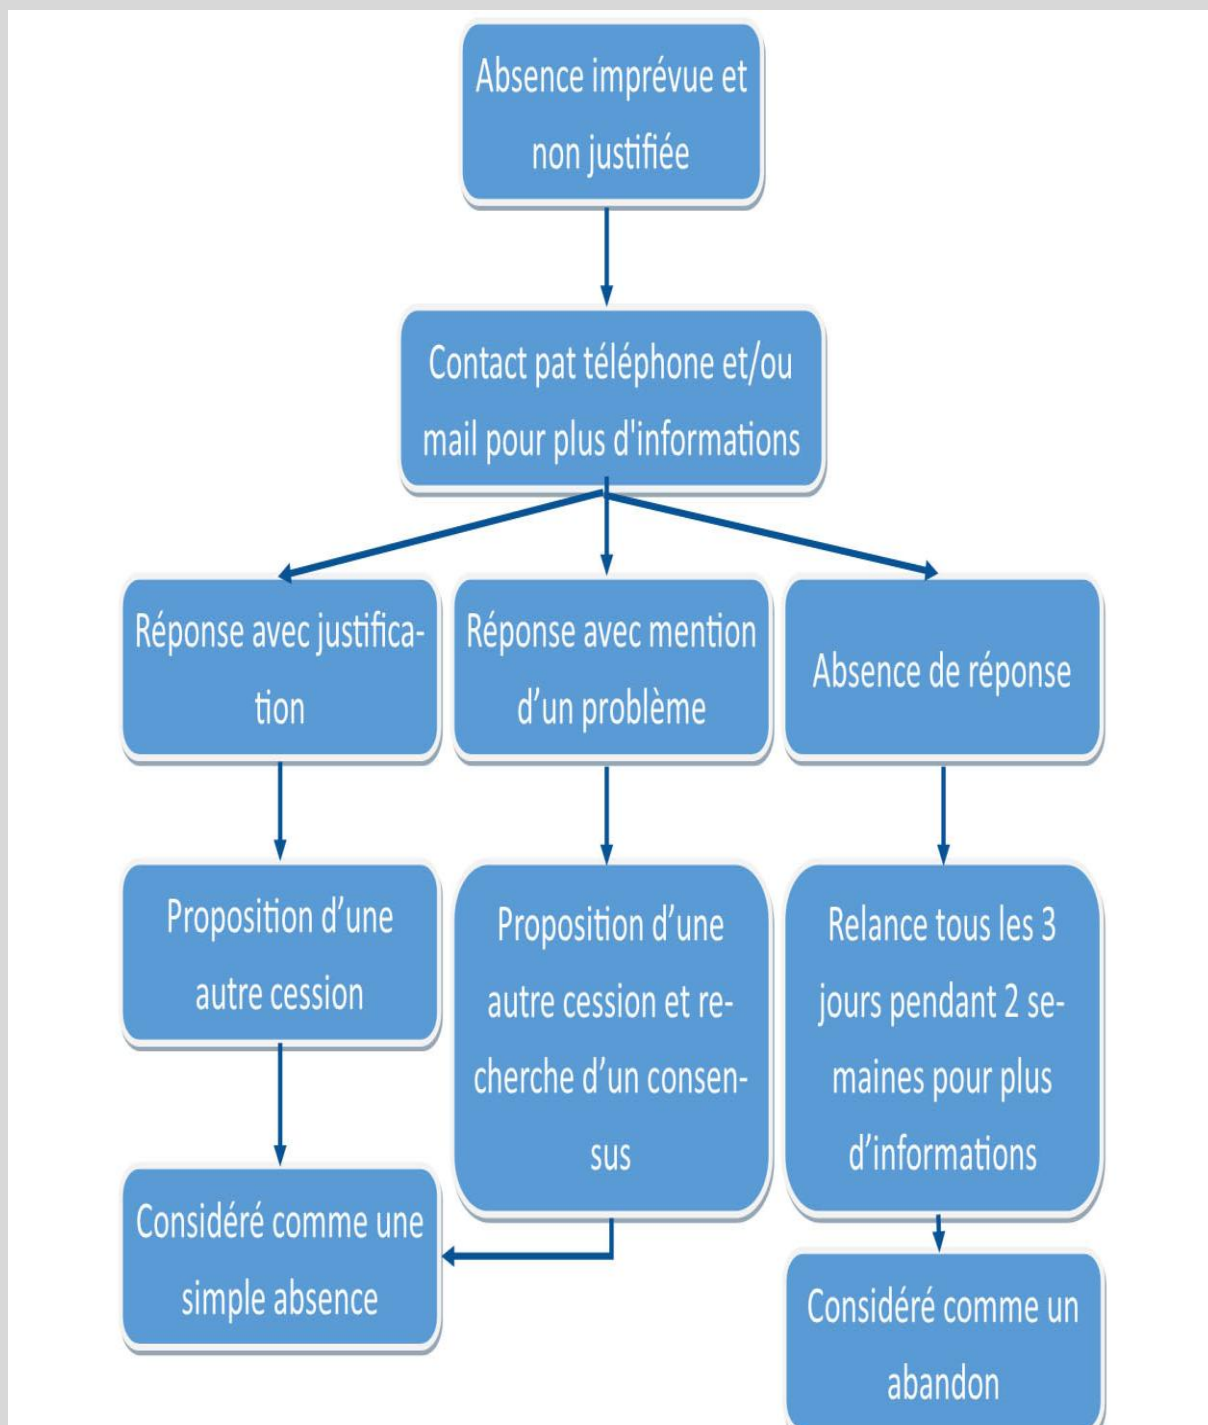 Absence imprévue et
non justifiée
Contact pat téléphone et/ou
mail pour plus d'informations
Réponse avec justifica-
tion
Réponse avec mention
d’un problème
Absence de réponse
Proposition d’une
autre cession
Proposition d’une
autre cession et re-
cherche d’un consen-
sus
Relance tous les 3
jours pendant 2 se-
maines pour plus
d’informations
Considéré comme une
simple absence
Considéré comme un
abandon